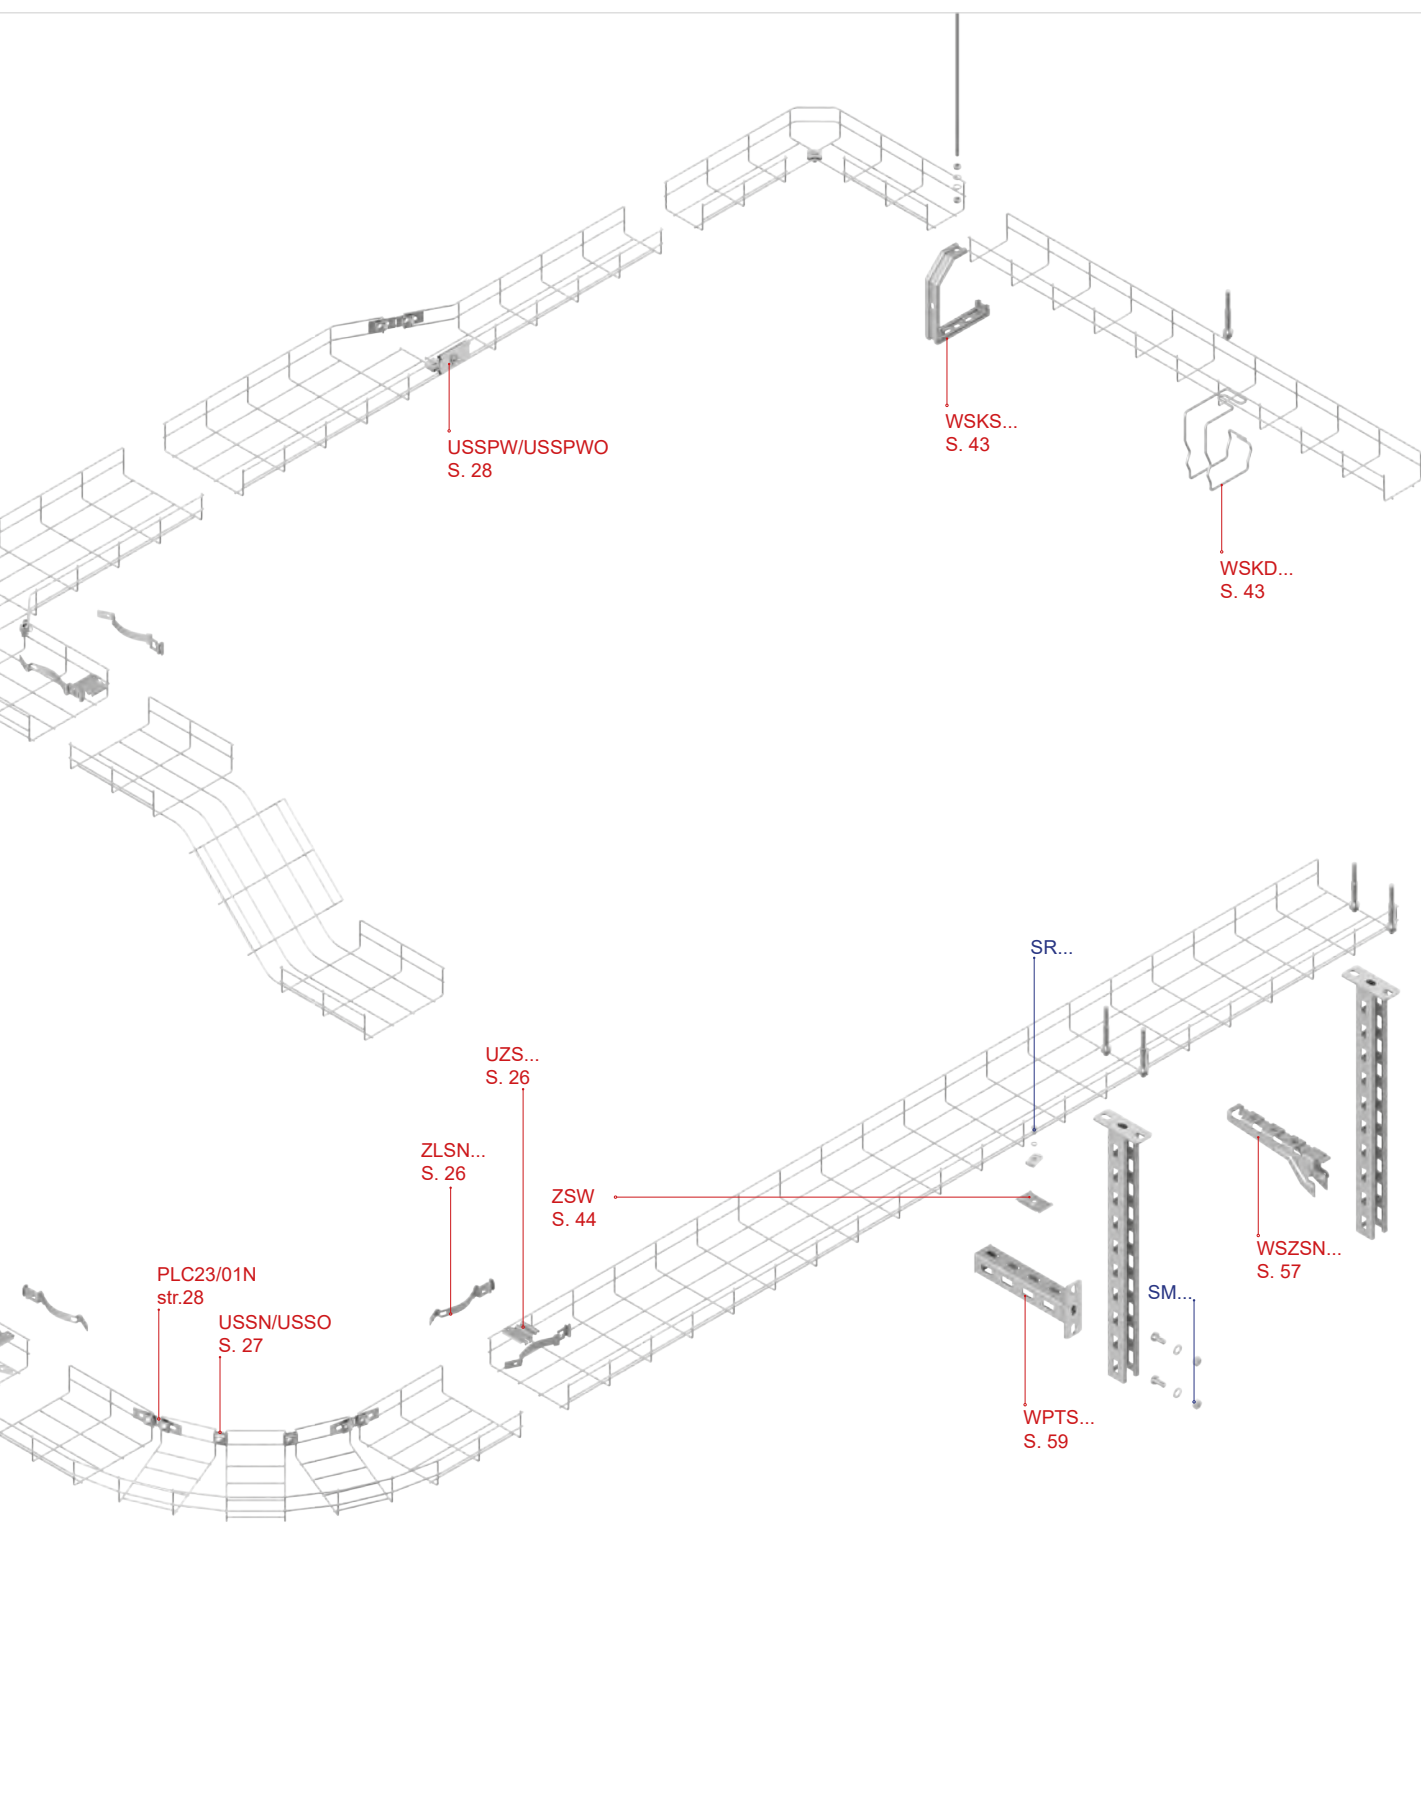 USSPW/USSPWO
S. 28
WSKS...
S. 43
WSKD...
S. 43
SR...
UZS...
S. 26
ZLSN...
S. 26
ZSW
S. 44
WSZSN...
S. 57
PLC23/01N
str.28
USSN/USSO
S. 27
SM...
WPTS...
S. 59